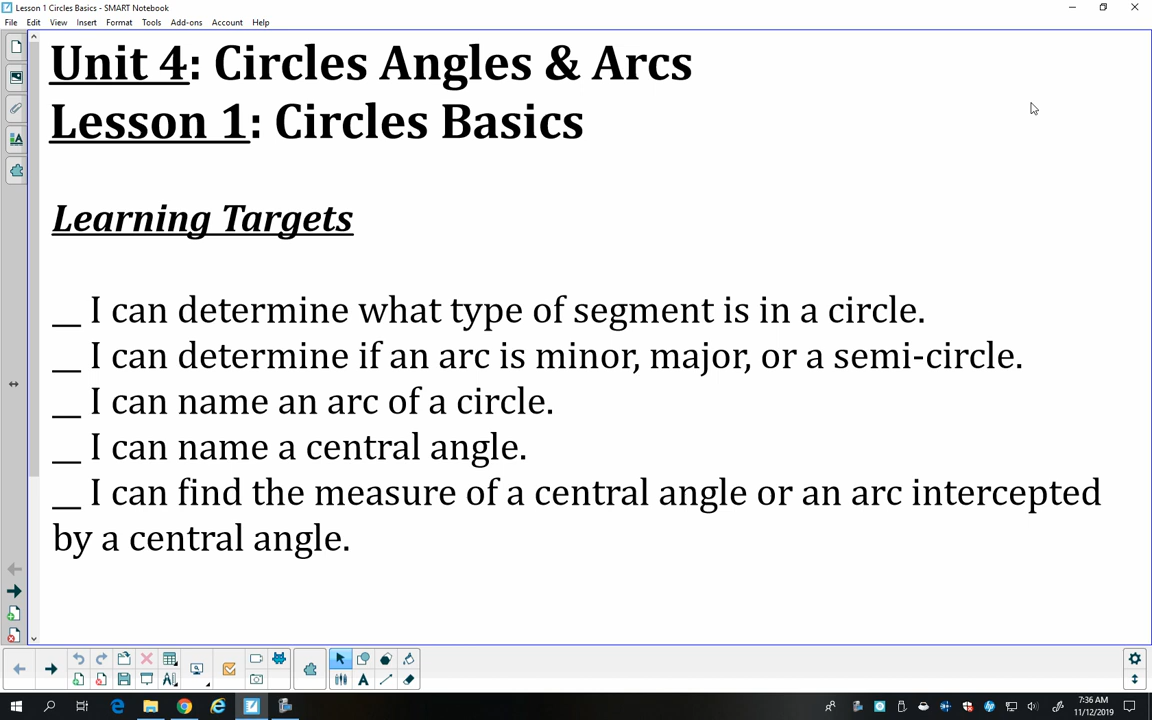 Lesson 1 Circles Basics - SMART Notebook
File Edit View Insert Format Tools Add-ons Account Help
Unit 4: Circles Angles & Arcs
Lesson 1: Circles Basics
Learning Targets
__ I can determine what type of segment is in a circle.
__ I can determine if an arc is minor, major, or a semi-circle.
__ I can name an arc of a circle.
__ I can name a central angle.
__ I can find the measure of a central angle or an arc intercepted
by a central angle.
7:36 AM
11/12/2019